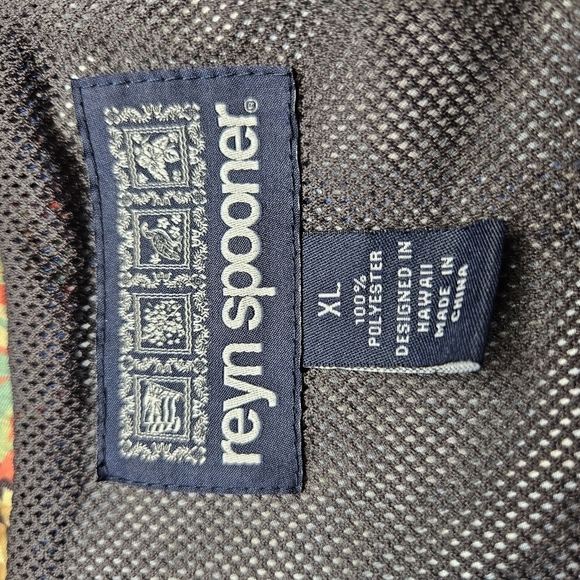 reyn spooner®
XL
100%
POLYESTER
DESIGNED IN
HAWAII
MADE IN
CHINA